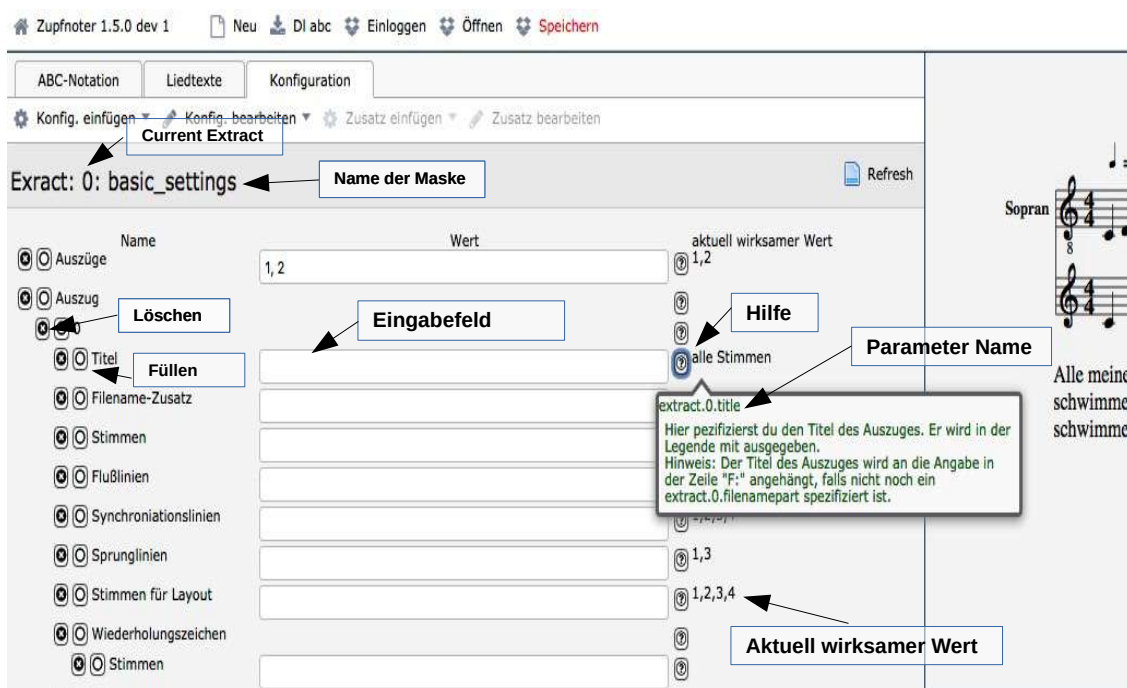 Zupfnoter 1.5.0 dev 1 Neu Dl abc Einloggen Öffnen Speichern
ABC-Notation Liedtexte Konfiguration
Konfig. einfügen Konfig. bearbeiten Zusatz einfügen Zusatz bearbeiten
Current Extract
Exract: 0: basic_settings
Name der Maske
Refresh
Sopran
8
Name Wert aktuell wirksamer Wert
Auszüge 1, 2 1,2
Auszug
Löschen
Eingabefeld
Hilfe
Titel alle Stimmen
Füllen
Parameter Name
Alle meine
schwimme
schwimme
Filename-Zusatz
extract.0.title
Hier pezifizierst du den Titel des Auszuges. Er wird in der
Legende mit ausgegeben.
Hinweis: Der Titel des Auszuges wird an die Angabe in
der Zeile "F:" angehängt, falls nicht noch ein
extract.0.filenamepart spezifiziert ist.
Stimmen
Flußlinien
Synchroniationslinien
Sprunglinien 1,3
Stimmen für Layout 1,2,3,4
Wiederholungszeichen
Aktuell wirksamer Wert
Stimmen